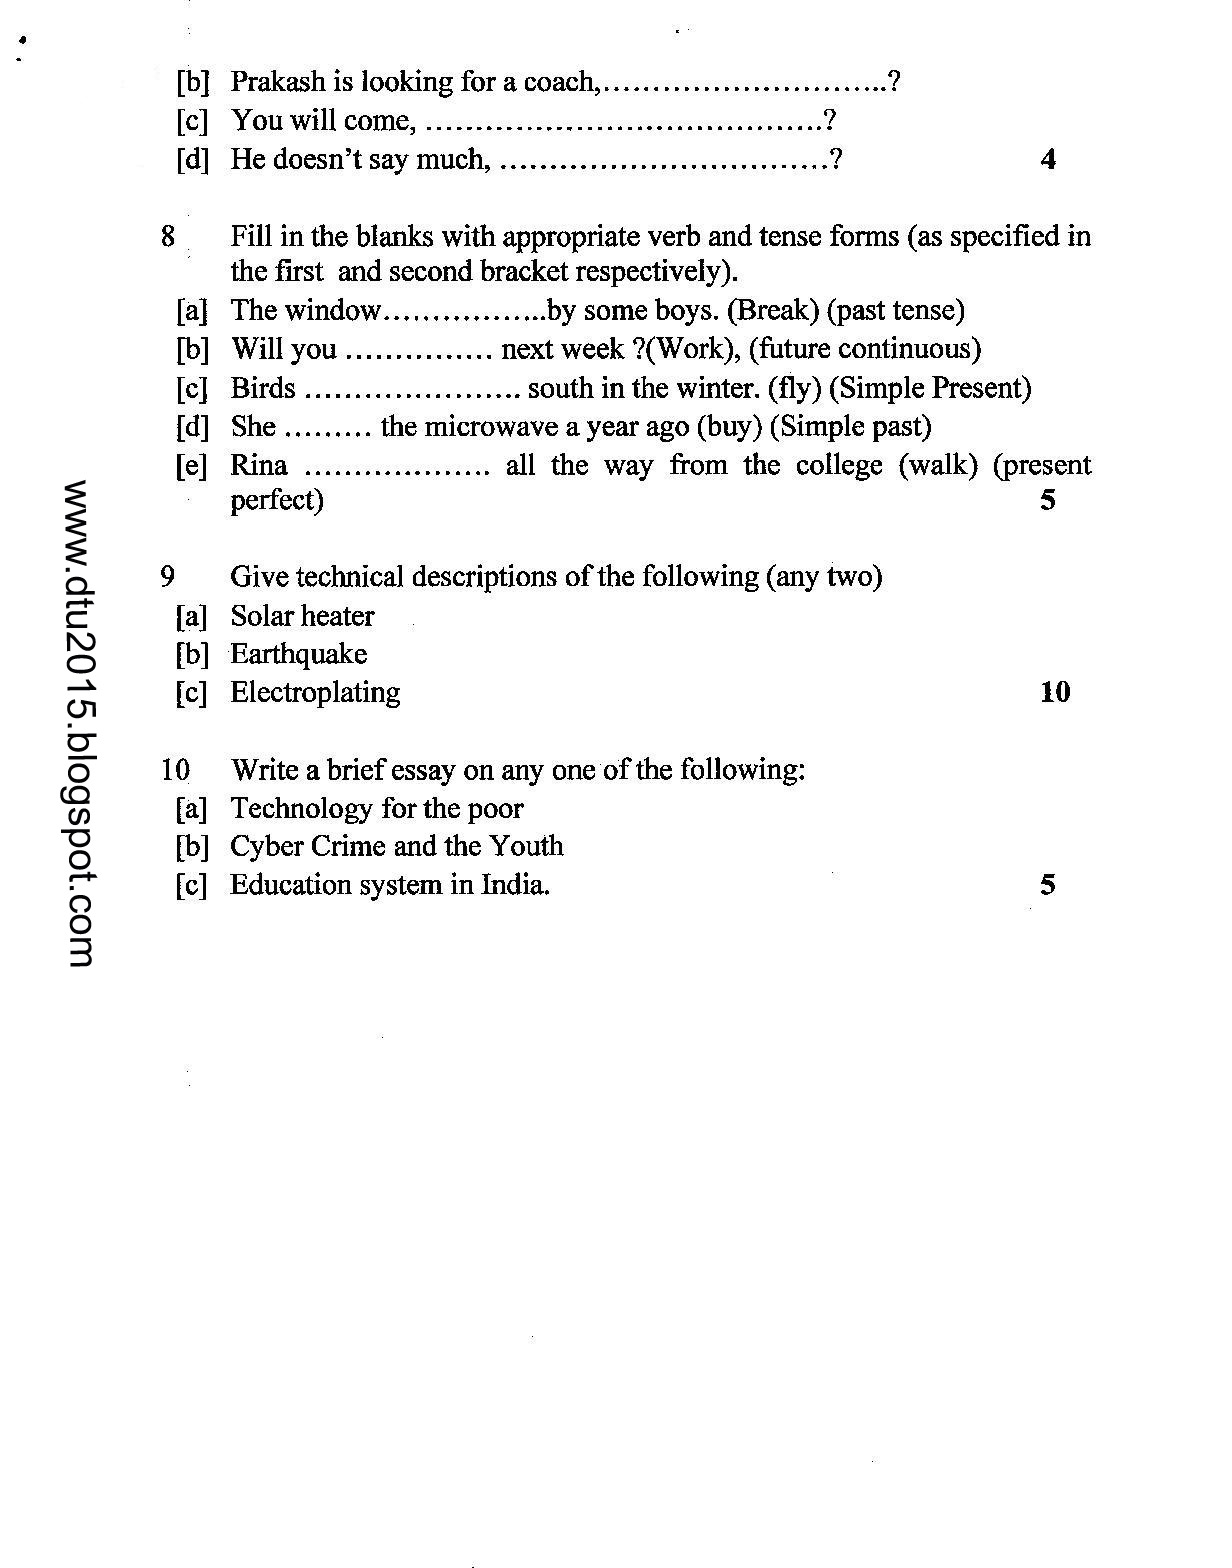 [b] Prakash is looking for a coach,.............................?
[c] You will come, ........................................?
[d] He doesn't say much, .................................? 4
8 Fill in the blanks with appropriate verb and tense forms (as specified in
the first and second bracket respectively).
[a] The window.................by some boys. (Break) (past tense)
[b] Will you ............... next week ?(Work), (future continuous)
[c] Birds ...................... south in the winter. (fly) (Simple Present)
[d] She ......... the microwave a year ago (buy) (Simple past)
[e] Rina ................... all the way from the college (walk) (present
perfect) 5
9 Give technical descriptions of the following (any two)
[a] Solar heater
[b] Earthquake
[c] Electroplating 10
10 Write a brief essay on any one of the following:
[a] Technology for the poor
[b] Cyber Crime and the Youth
[c] Education system in India. 5
www.dtu2015.blogspot.com